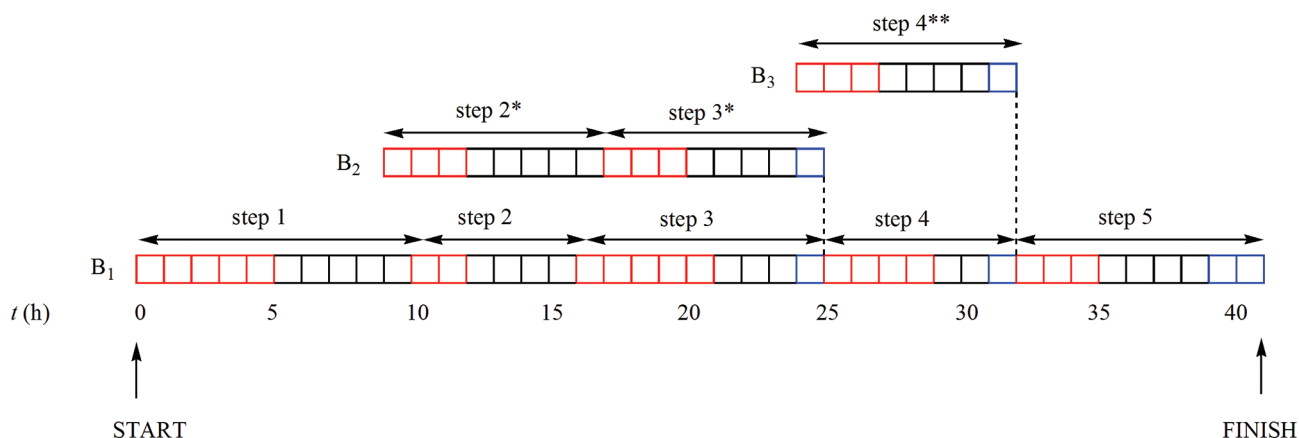 step 4**
B3
step 2* step 3*
B2
step 1 step 2 step 3 step 4 step 5
B1
t (h) 0 5 10 15 20 25 30 35 40
START FINISH